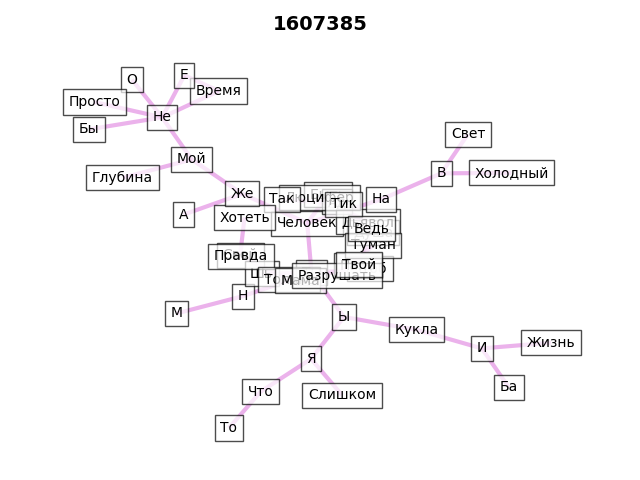 1607385
О
Е
Время
Просто
Не
Бы
Мой
Глубина
Свет
В
Холодный
Же
Так
Тик
На
А
Хотеть
Человек
Ведь
Туман
Правда
Твой
Разрушать
Н
М
Ы
Кукла
И
Жизнь
Ба
Я
Что
Слишком
То